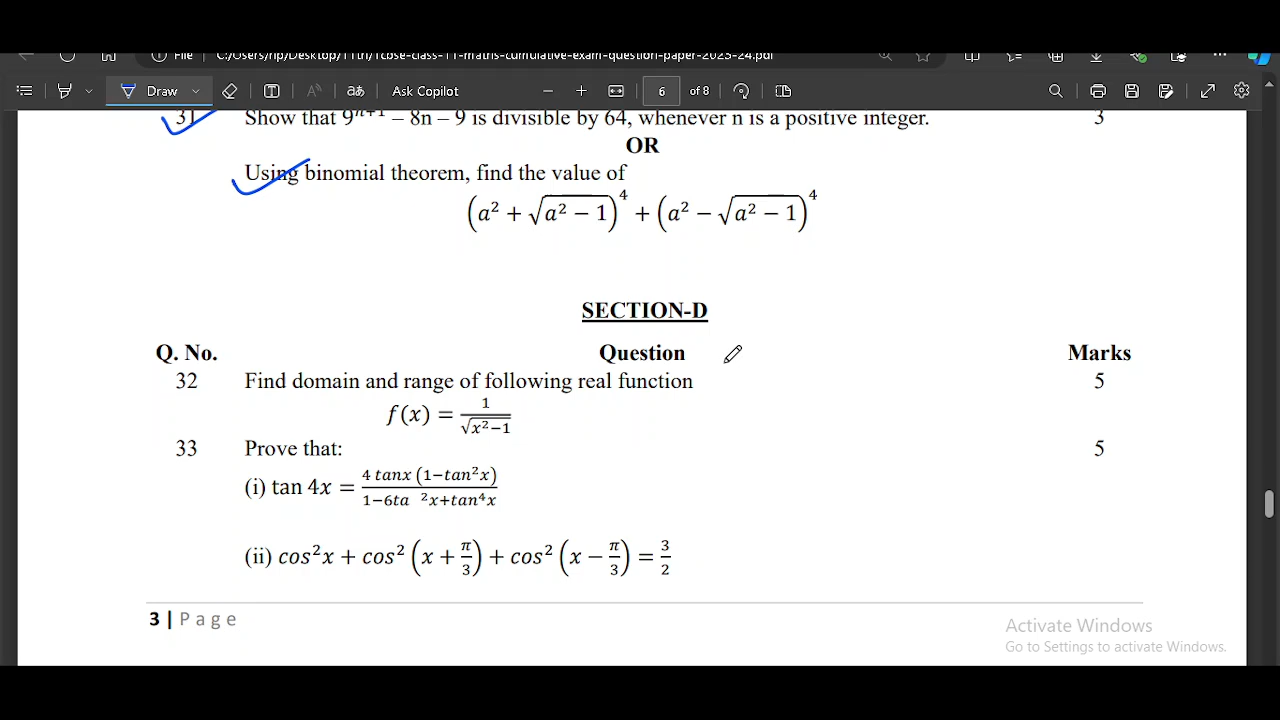 File C:/Users/hp/Desktop/11th/icbse-class-11-maths-cumulative-exam-question-paper-2023-24.pdf
Draw Ask Copilot 6 of 8
31 Show that 9ⁿ⁺¹ – 8n – 9 is divisible by 64, whenever n is a positive integer. 3
OR
Using binomial theorem, find the value of
(a² + √(a² − 1))⁴ + (a² − √(a² − 1))⁴
SECTION-D
Q. No. Question Marks
32 Find domain and range of following real function 5
f(x) = 1/√(x²−1)
33 Prove that: 5
(i) tan 4x = 4 tanx (1−tan²x) / 1−6ta ²x+tan⁴x
(ii) cos²x + cos² (x + π/3) + cos² (x − π/3) = 3/2
3 | Page
Activate Windows
Go to Settings to activate Windows.